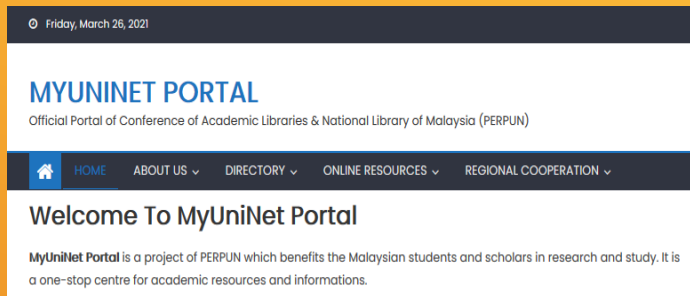 Friday, March 26, 2021
MYUNINET PORTAL
Official Portal of Conference of Academic Libraries & National Library of Malaysia (PERPUN)
HOME ABOUT US DIRECTORY ONLINE RESOURCES REGIONAL COOPERATION
Welcome To MyUniNet Portal
MyUniNet Portal is a project of PERPUN which benefits the Malaysian students and scholars in research and study. It is
a one-stop centre for academic resources and informations.